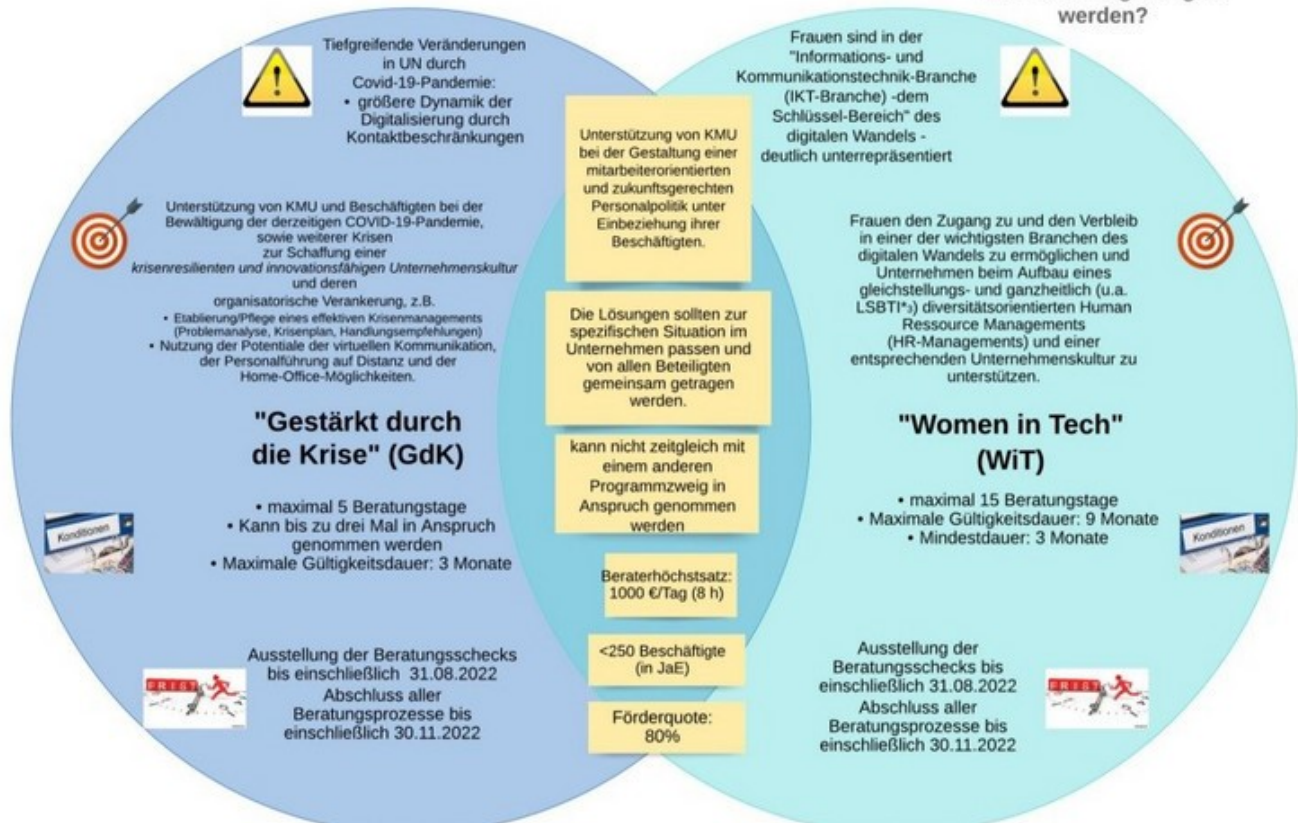 werden?
Tiefgreifende Veränderungen
in UN durch
Covid-19-Pandemie:
• größere Dynamik der
Digitalisierung durch
Kontaktbeschränkungen
Unterstützung von KMU und Beschäftigten bei der
Bewältigung der derzeitigen COVID-19-Pandemie,
sowie weiterer Krisen
zur Schaffung einer
krisenresilienten und innovationsfähigen Unternehmenskultur
und deren
organisatorische Verankerung, z.B.
• Etablierung/Pflege eines effektiven Krisenmanagements
(Problemanalyse, Krisenplan, Handlungsempfehlungen)
• Nutzung der Potentiale der virtuellen Kommunikation,
der Personalführung auf Distanz und der
Home-Office-Möglichkeiten.
"Gestärkt durch
die Krise" (GdK)
Konditionen
• maximal 5 Beratungstage
• Kann bis zu drei Mal in Anspruch
genommen werden
• Maximale Gültigkeitsdauer: 3 Monate
FRIST
Ausstellung der Beratungsschecks
bis einschließlich 31.08.2022
Abschluss aller
Beratungsprozesse bis
einschließlich 30.11.2022
Unterstützung von KMU
bei der Gestaltung einer
mitarbeiterorientierten
und zukunftsgerechten
Personalpolitik unter
Einbeziehung ihrer
Beschäftigten.
Die Lösungen sollten zur
spezifischen Situation im
Unternehmen passen und
von allen Beteiligten
gemeinsam getragen
werden.
kann nicht zeitgleich mit
einem anderen
Programmzweig in
Anspruch genommen
werden
Beraterhöchstsatz:
1000 €/Tag (8 h)
<250 Beschäftigte
(in JaE)
Förderquote:
80%
Frauen sind in der
"Informations- und
Kommunikationstechnik-Branche
(IKT-Branche) -dem
Schlüssel-Bereich" des
digitalen Wandels -
deutlich unterrepräsentiert
Frauen den Zugang zu und den Verbleib
in einer der wichtigsten Branchen des
digitalen Wandels zu ermöglichen und
Unternehmen beim Aufbau eines
gleichstellungs- und ganzheitlich (u.a.
LSBTI*₃) diversitätsorientierten Human
Ressource Managements
(HR-Managements) und einer
entsprechenden Unternehmenskultur zu
unterstützen.
"Women in Tech"
(WiT)
• maximal 15 Beratungstage
• Maximale Gültigkeitsdauer: 9 Monate
• Mindestdauer: 3 Monate
Konditionen
Ausstellung der
Beratungsschecks bis
einschließlich 31.08.2022
Abschluss aller
Beratungsprozesse bis
einschließlich 30.11.2022
FRIST